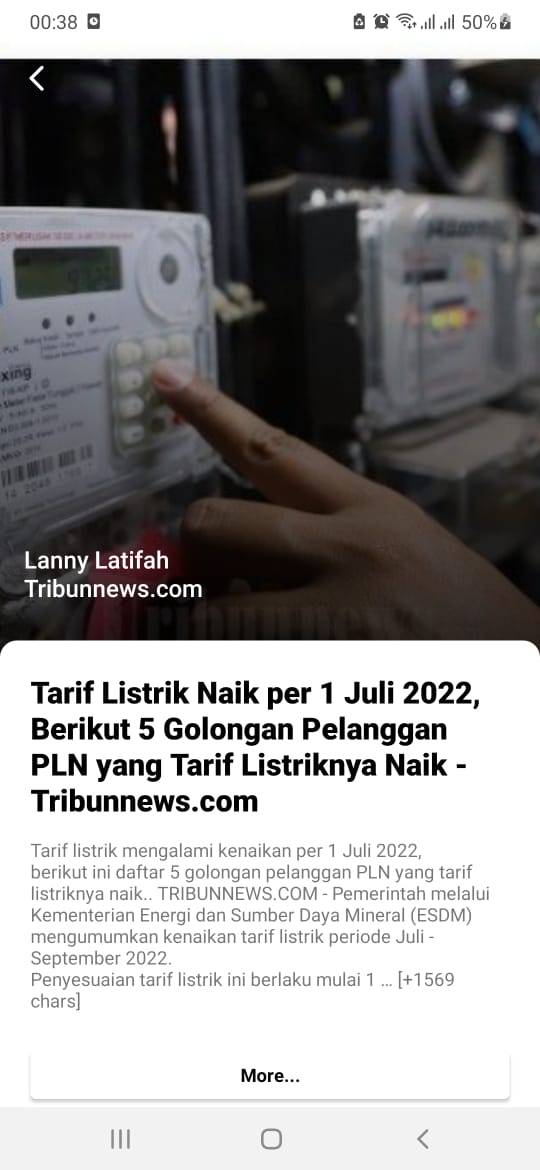 00:38
50%
Lanny Latifah
Tribunnews.com
Tarif Listrik Naik per 1 Juli 2022,
Berikut 5 Golongan Pelanggan
PLN yang Tarif Listriknya Naik -
Tribunnews.com
Tarif listrik mengalami kenaikan per 1 Juli 2022,
berikut ini daftar 5 golongan pelanggan PLN yang tarif
listriknya naik.. TRIBUNNEWS.COM - Pemerintah melalui
Kementerian Energi dan Sumber Daya Mineral (ESDM)
mengumumkan kenaikan tarif listrik periode Juli -
September 2022.
Penyesuaian tarif listrik ini berlaku mulai 1 ... [+1569
chars]
More...